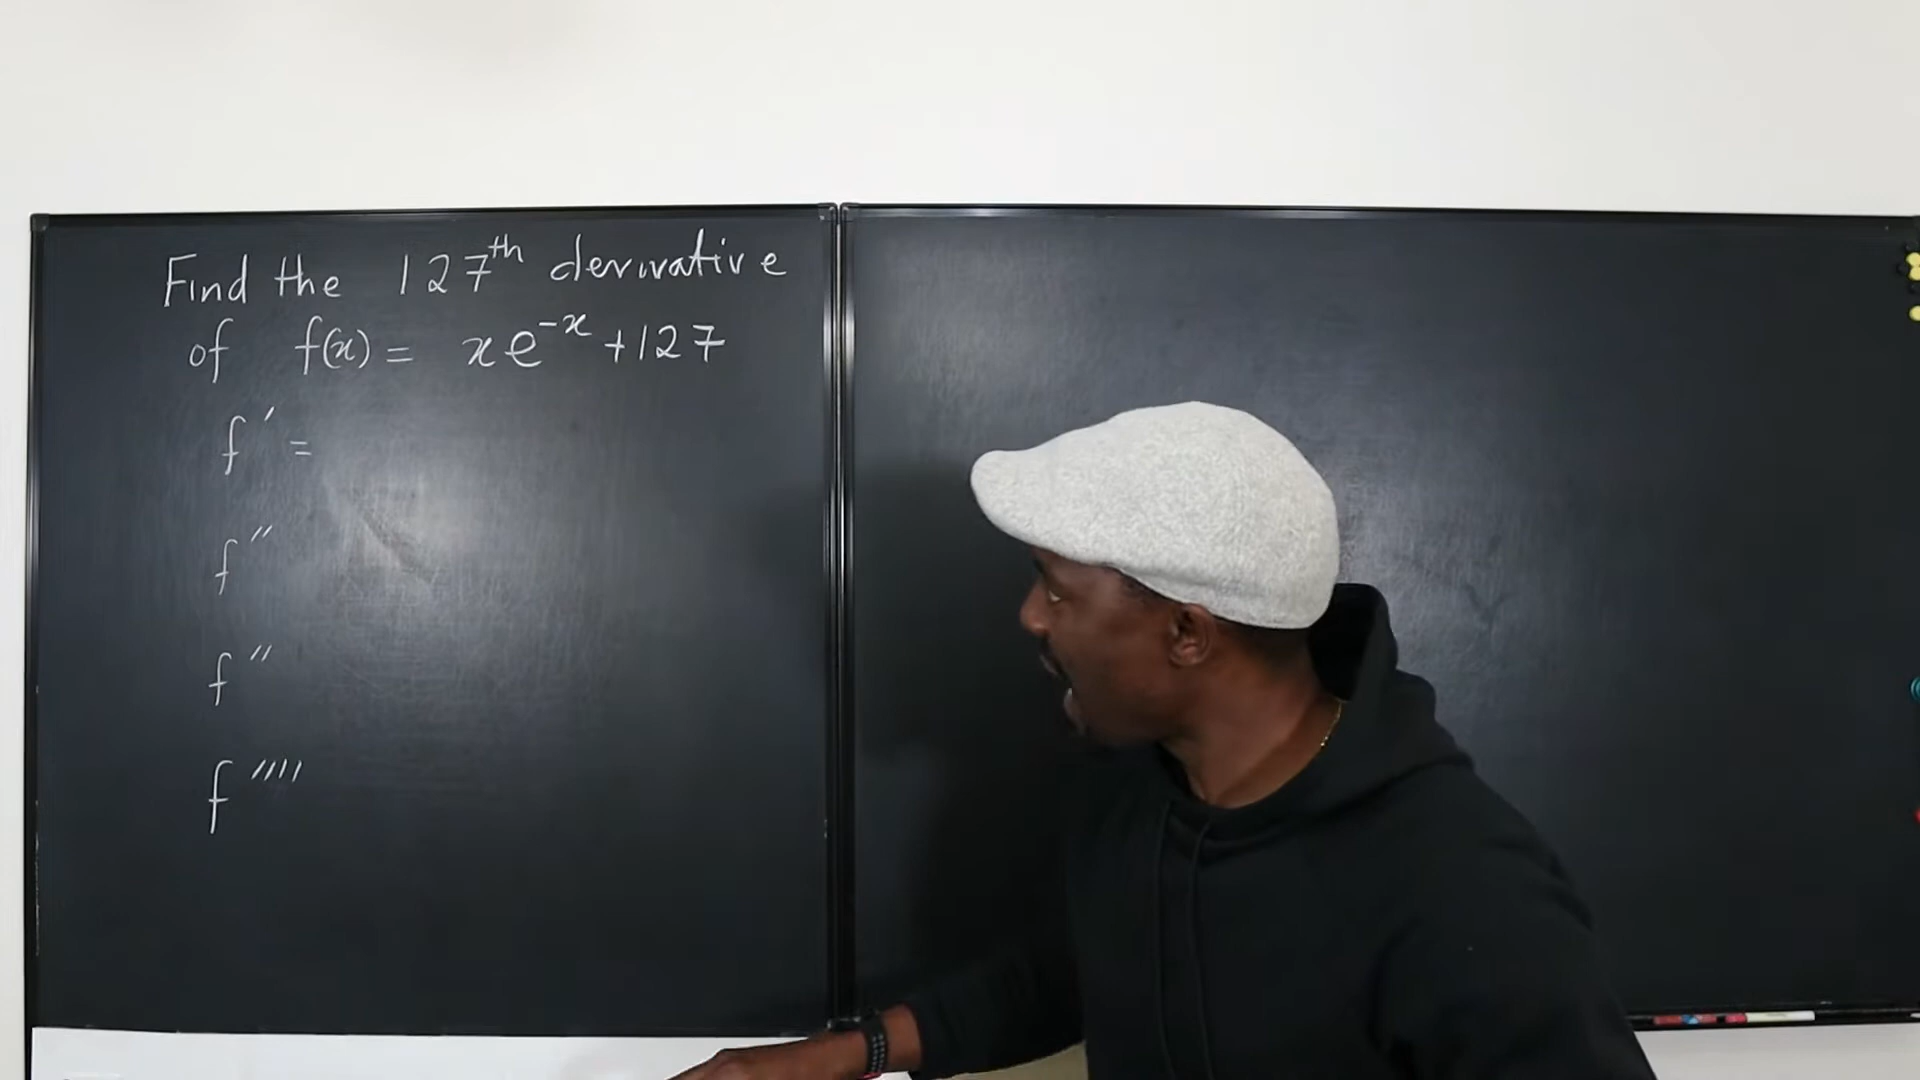 Find the 127th derivative
of f(x) = xe^-x +127
f' =
f''
f''
f''''